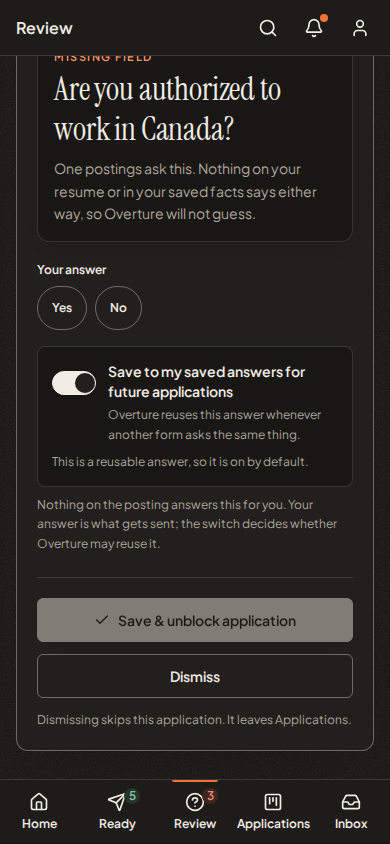 Review
MISSING FIELD
Are you authorized to
work in Canada?
One postings ask this. Nothing on your
resume or in your saved facts says either
way, so Overture will not guess.
Your answer
Yes
No
Save to my saved answers for
future applications
Overture reuses this answer whenever
another form asks the same thing.
This is a reusable answer, so it is on by default.
Nothing on the posting answers this for you. Your
answer is what gets sent; the switch decides whether
Overture may reuse it.
Save & unblock application
Dismiss
Dismissing skips this application. It leaves Applications.
5
3
Home
Ready
Review
Applications
Inbox